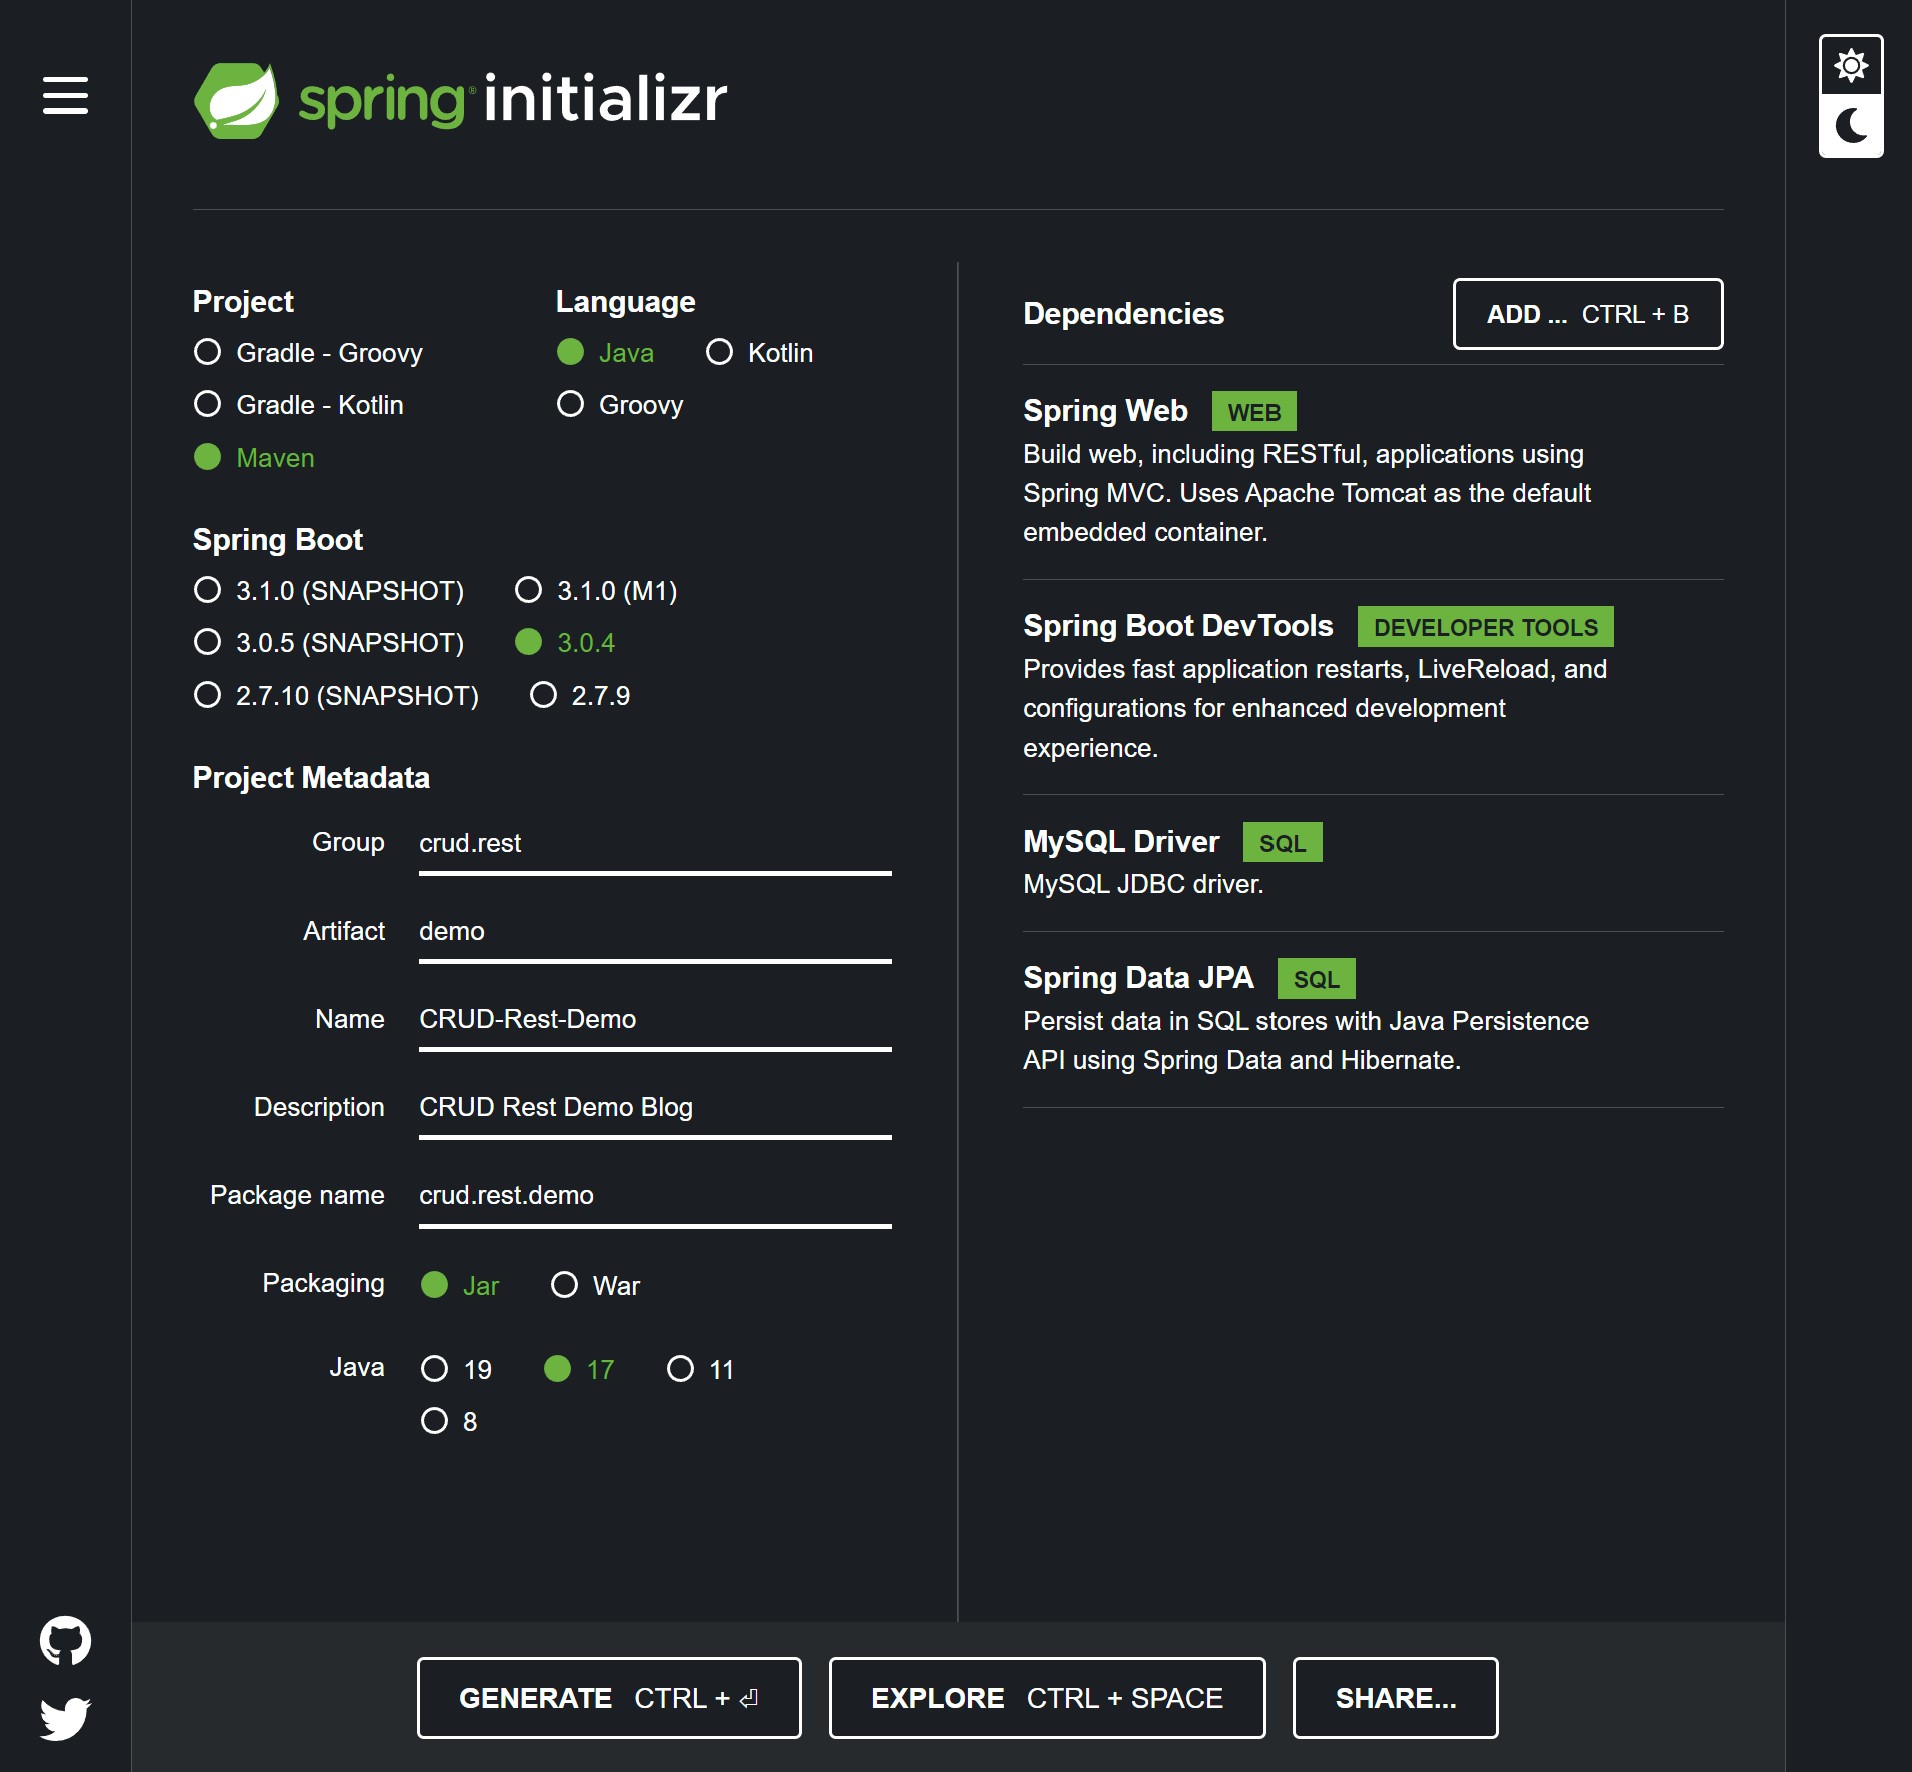 spring® initializr
Project
Gradle - Groovy
Gradle - Kotlin
Maven
Language
Java Kotlin
Groovy
Spring Boot
3.1.0 (SNAPSHOT) 3.1.0 (M1)
3.0.5 (SNAPSHOT) 3.0.4
2.7.10 (SNAPSHOT) 2.7.9
Project Metadata
Group crud.rest
Artifact demo
Name CRUD-Rest-Demo
Description CRUD Rest Demo Blog
Package name crud.rest.demo
Packaging Jar War
Java 19 17 11
8
Dependencies ADD ... CTRL + B
Spring Web WEB
Build web, including RESTful, applications using
Spring MVC. Uses Apache Tomcat as the default
embedded container.
Spring Boot DevTools DEVELOPER TOOLS
Provides fast application restarts, LiveReload, and
configurations for enhanced development
experience.
MySQL Driver SQL
MySQL JDBC driver.
Spring Data JPA SQL
Persist data in SQL stores with Java Persistence
API using Spring Data and Hibernate.
GENERATE CTRL + ⏎ EXPLORE CTRL + SPACE SHARE...